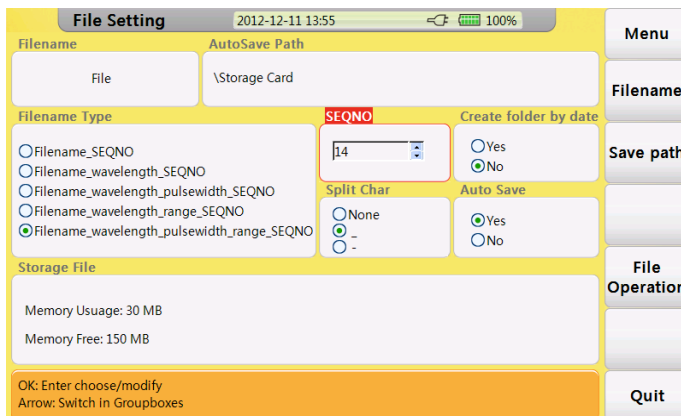 File Setting
2012-12-11 13:55
100%
Menu
Filename
AutoSave Path
File
\Storage Card
Filename
Filename Type
SEQNO
Create folder by date
Filename_SEQNO
Filename_wavelength_SEQNO
Filename_wavelength_pulsewidth_SEQNO
Filename_wavelength_range_SEQNO
Filename_wavelength_pulsewidth_range_SEQNO
14
Yes
No
Save path
Split Char
Auto Save
None
_
-
Yes
No
Storage File
Memory Usuage: 30 MB
Memory Free: 150 MB
File
Operation
OK: Enter choose/modify
Arrow: Switch in Groupboxes
Quit